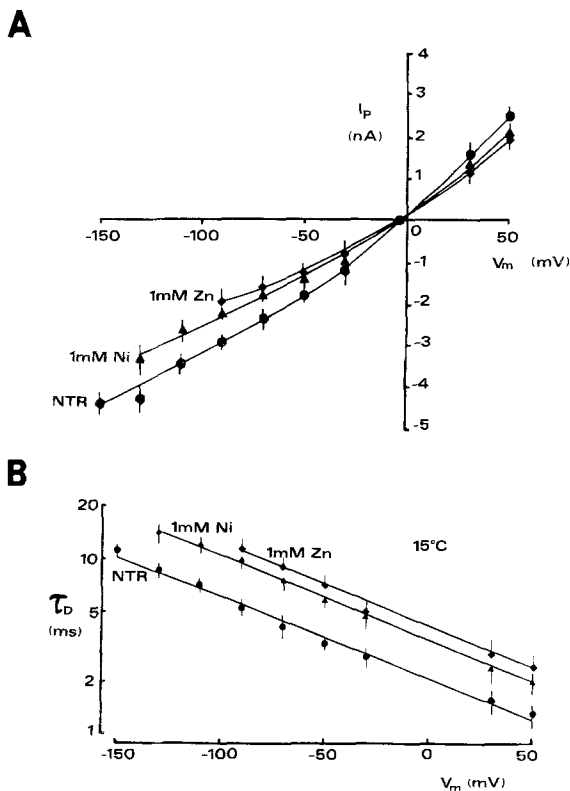 A
I_P
(nA)
4
3
2
1
-150
-100
-50
0
50
V_m (mV)
-1
-2
-3
-4
-5
1mM Zn
1mM Ni
NTR
B
20
10
5
2
1
τ_D
(ms)
1mM Ni
1mM Zn
15°C
NTR
-150
-100
-50
0
50
V_m (mV)